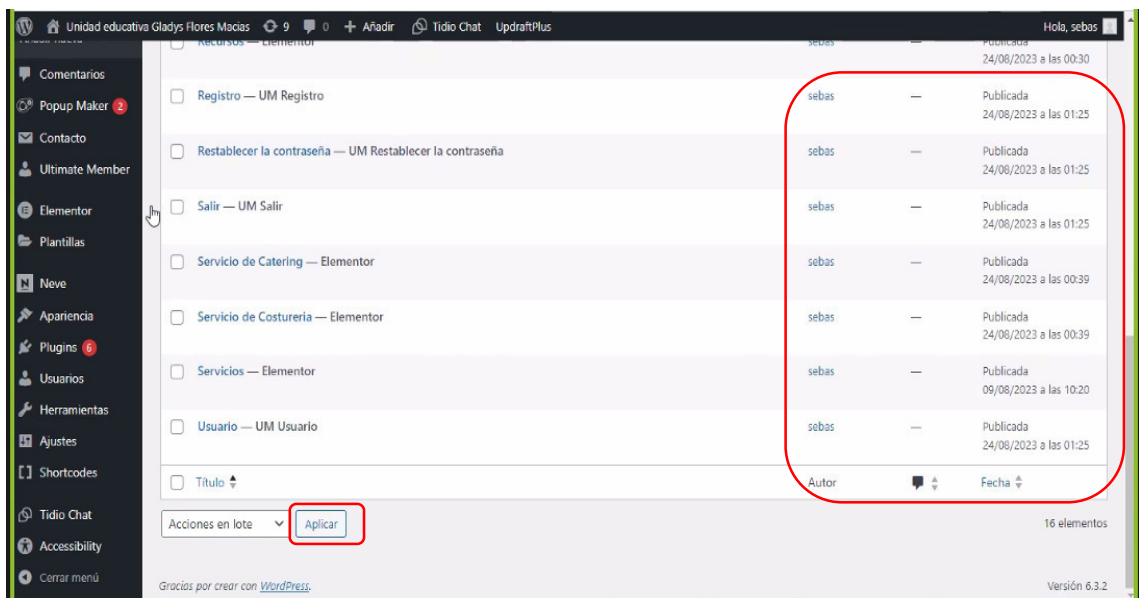 Unidad educativa Gladys Flores Macias 9 0 + Añadir Tidio Chat UpdraftPlus Hola, sebas
Recursos — Elementor sebas — Publicada
24/08/2023 a las 00:30
Comentarios
Popup Maker 2
Contacto
Ultimate Member
Elementor
Plantillas
Neve
Apariencia
Plugins 6
Usuarios
Herramientas
Ajustes
[ ] Shortcodes
Tidio Chat
Accessibility
Cerrar menú
Registro — UM Registro sebas — Publicada
24/08/2023 a las 01:25
Restablecer la contraseña — UM Restablecer la contraseña sebas — Publicada
24/08/2023 a las 01:25
Salir — UM Salir sebas — Publicada
24/08/2023 a las 01:25
Servicio de Catering — Elementor sebas — Publicada
24/08/2023 a las 00:39
Servicio de Costureria — Elementor sebas — Publicada
24/08/2023 a las 00:39
Servicios — Elementor sebas — Publicada
09/08/2023 a las 10:20
Usuario — UM Usuario sebas — Publicada
24/08/2023 a las 01:25
Título Autor Fecha
Acciones en lote Aplicar 16 elementos
Gracias por crear con WordPress. Versión 6.3.2